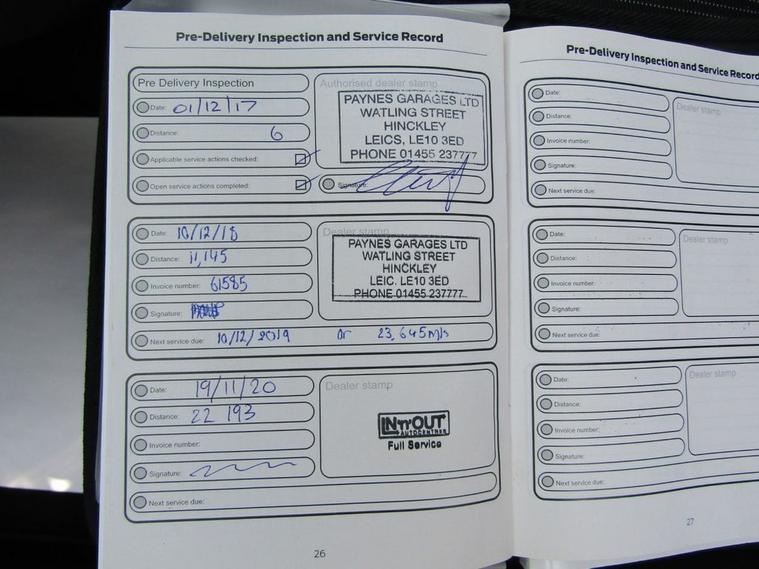 Pre-Delivery Inspection and Service Record
Pre Delivery Inspection
Date: 01/12/17
Distance: 6
Applicable service actions checked:
Open service actions completed:
Authorised dealer stamp
PAYNES GARAGES LTD
WATLING STREET
HINCKLEY
LEICS, LE10 3ED
PHONE 01455 237777
Signature:
Date: 10/12/18
Distance: 11,145
Invoice number: 61585
Signature:
Dealer stamp
PAYNES GARAGES LTD
WATLING STREET
HINCKLEY
LEIC. LE10 3ED
PHONE 01455 237777
Next service due: 10/12/2019 or 23,645mls
Date: 19/11/20
Distance: 22 193
Invoice number:
Signature:
Dealer stamp
IN'n'OUT
AUTOCENTRES
Full Service
Next service due:
26
Pre-Delivery Inspection and Service Record
Date:
Distance:
Invoice number:
Signature:
Next service due:
Dealer stamp
Date:
Distance:
Invoice number:
Signature:
Next service due:
Dealer stamp
Date:
Distance:
Invoice number:
Signature:
Next service due:
Dealer stamp
27